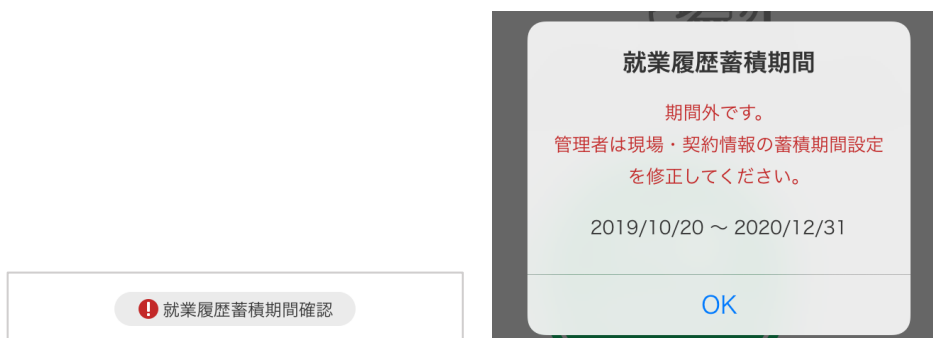 就業履歴蓄積期間確認
就業履歴蓄積期間
期間外です。
管理者は現場・契約情報の蓄積期間設定
を修正してください。
2019/10/20 ～ 2020/12/31
OK